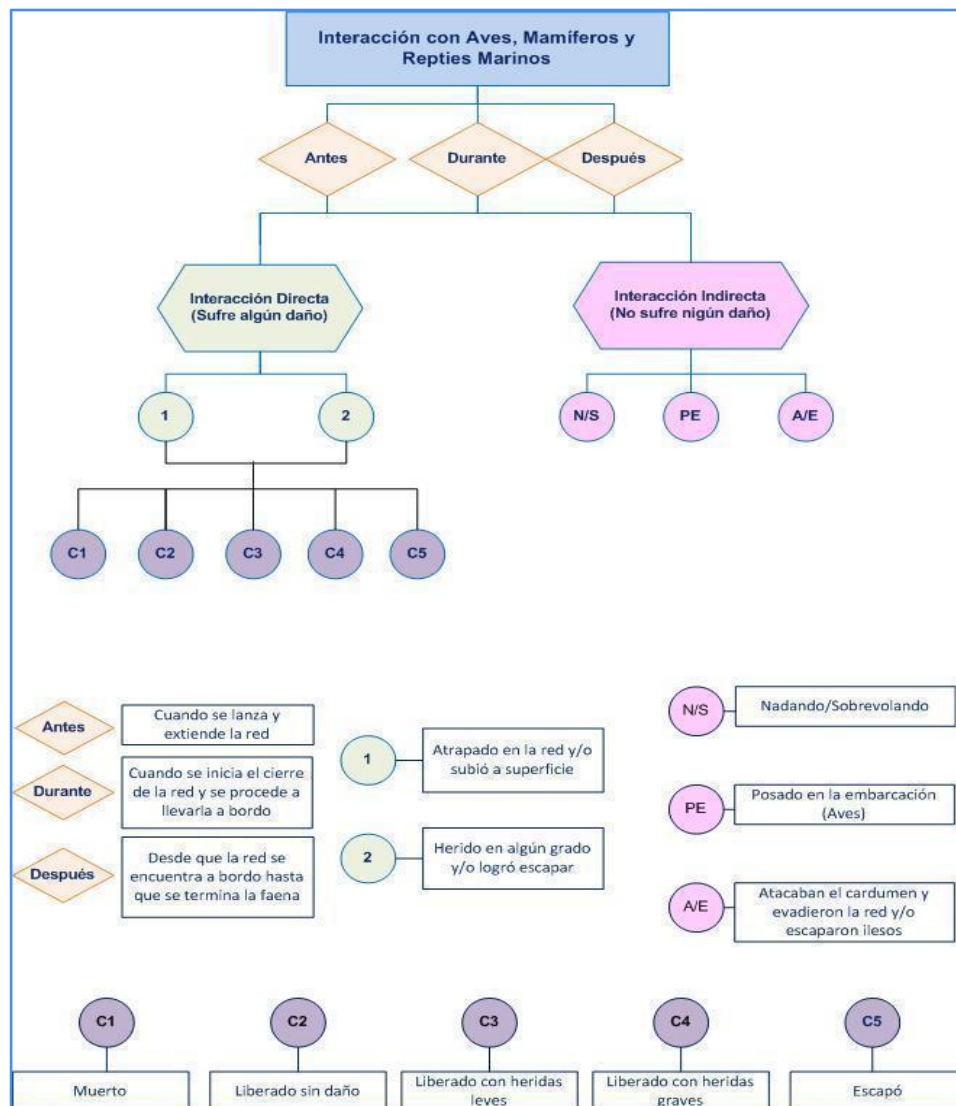 Interacción con Aves, Mamíferos y
Repties Marinos
Antes
Durante
Después
Interacción Directa
(Sufre algún daño)
Interacción Indirecta
(No sufre nigún daño)
1
2
N/S
PE
A/E
C1
C2
C3
C4
C5
Antes
Cuando se lanza y
extiende la red
Durante
Cuando se inicia el cierre
de la red y se procede a
llevarla a bordo
Después
Desde que la red se
encuentra a bordo hasta
que se termina la faena
1
Atrapado en la red y/o
subió a superficie
2
Herido en algún grado
y/o logró escapar
N/S
Nadando/Sobrevolando
PE
Posado en la embarcación
(Aves)
A/E
Atacaban el cardumen y
evadieron la red y/o
escaparon ilesos
C1
Muerto
C2
Liberado sin daño
C3
Liberado con heridas
leves
C4
Liberado con heridas
graves
C5
Escapó